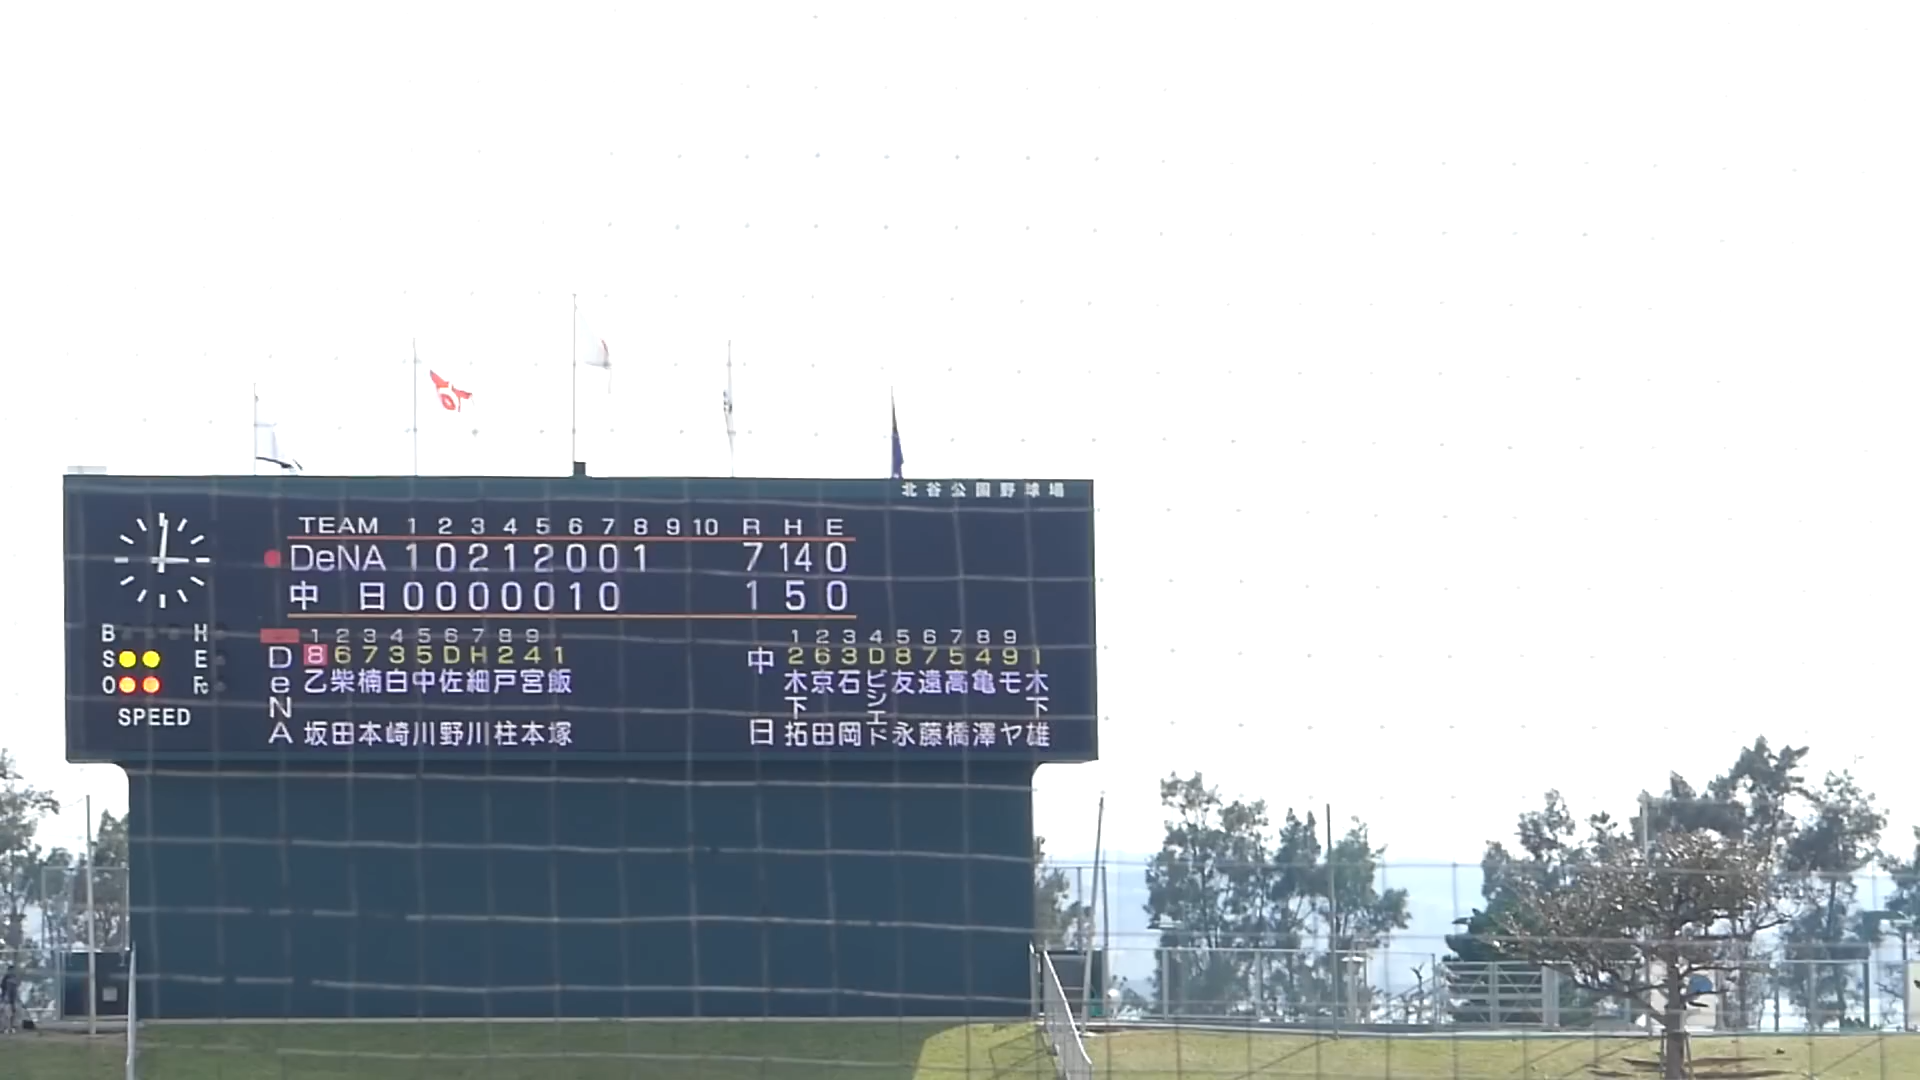 北谷公園野球場
TEAM 1 2 3 4 5 6 7 8 9 10 R H E
DeNA 1 0 2 1 2 0 0 1 7 14 0
中日 0 0 0 0 0 1 0 1 5 0
B H
S E
O Fc
SPEED
1 2 3 4 5 6 7 8 9
8 6 7 3 5 D H 2 4 1
DeNA
乙坂 柴田 楠本 白崎 中川 佐野 細川 戸柱 宮本 飯塚
1 2 3 4 5 6 7 8 9
2 6 3 D 8 7 5 4 9 1
中日
木下拓 京田 石岡 ビシエド 友永 遠藤 高橋 亀澤 モヤ 木下雄